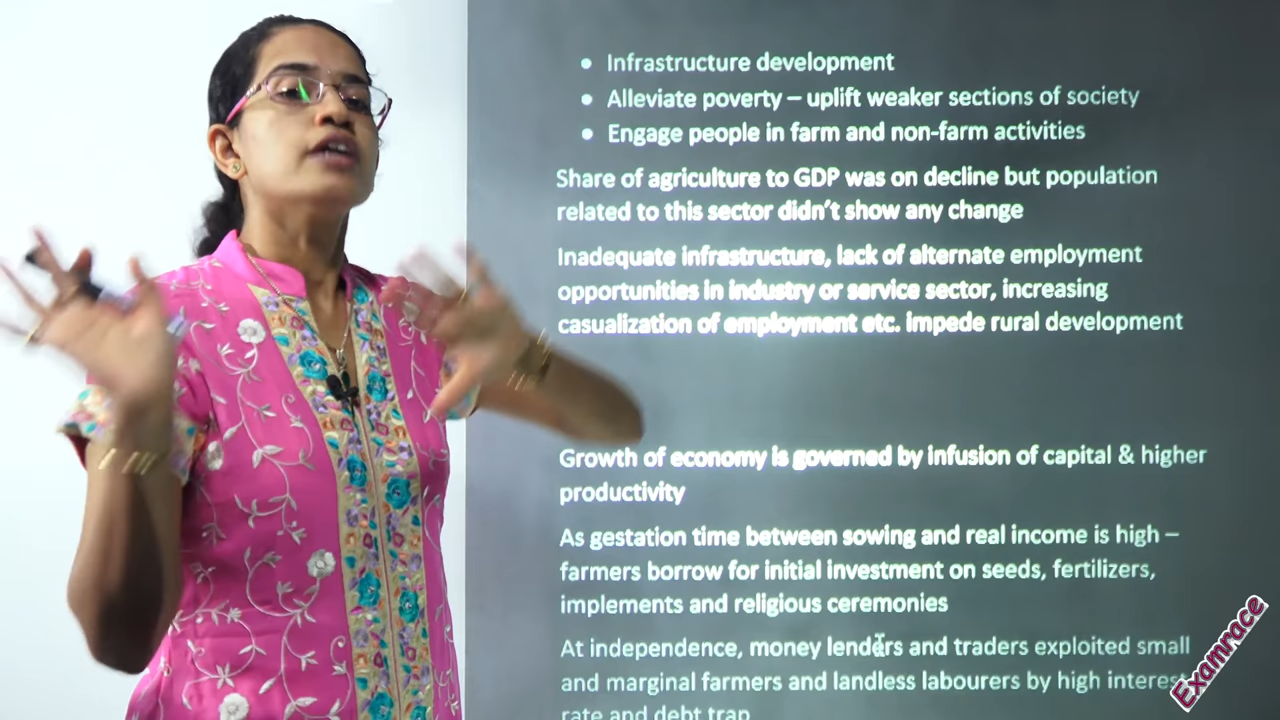 • Infrastructure development
• Alleviate poverty – uplift weaker sections of society
• Engage people in farm and non-farm activities
Share of agriculture to GDP was on decline but population
related to this sector didn't show any change
Inadequate infrastructure, lack of alternate employment
opportunities in industry or service sector, increasing
casualization of employment etc. impede rural development
Growth of economy is governed by infusion of capital & higher
productivity
As gestation time between sowing and real income is high –
farmers borrow for initial investment on seeds, fertilizers,
implements and religious ceremonies
At independence, money lenders and traders exploited small
and marginal farmers and landless labourers by high interest
rate and debt trap
Examrace